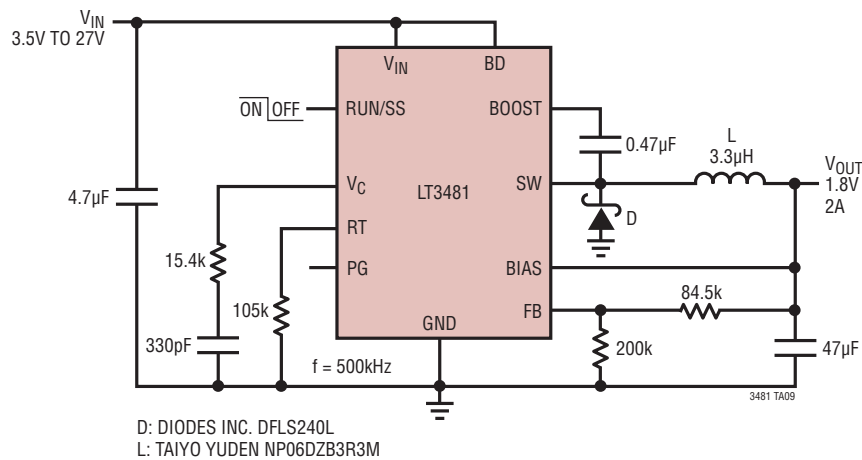 VIN
3.5V TO 27V
VIN
BD
ON OFF
RUN/SS
BOOST
0.47µF
L
3.3µH
VOUT
1.8V
2A
4.7µF
VC
LT3481
SW
D
RT
15.4k
PG
BIAS
84.5k
105k
FB
GND
330pF
200k
47µF
f = 500kHz
3481 TA09
D: DIODES INC. DFLS240L
L: TAIYO YUDEN NP06DZB3R3M